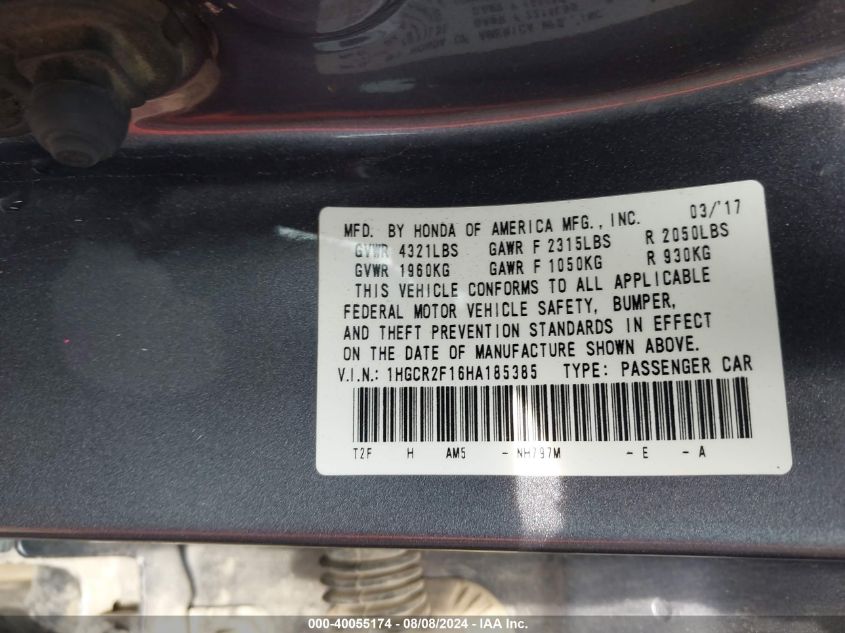 MFD. BY HONDA OF AMERICA MFG., INC. 03/'17
GVWR 4321LBS GAWR F 2315LBS R 2050LBS
GVWR 1960KG GAWR F 1050KG R 930KG
THIS VEHICLE CONFORMS TO ALL APPLICABLE
FEDERAL MOTOR VEHICLE SAFETY, BUMPER,
AND THEFT PREVENTION STANDARDS IN EFFECT
ON THE DATE OF MANUFACTURE SHOWN ABOVE.
V.I.N.: 1HGCR2F16HA185385 TYPE: PASSENGER CAR
T2F H AM5 - NH797M - E - A
000-40055174 - 08/08/2024 - IAA Inc.